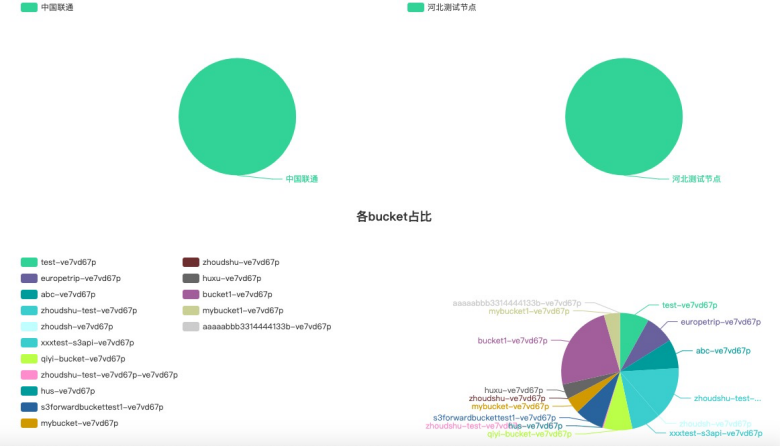 中国联通
河北测试节点
中国联通
河北测试节点
各bucket占比
test-ve7vd67p
europetrip-ve7vd67p
abc-ve7vd67p
zhoudshu-test-ve7vd67p
zhoudsh-ve7vd67p
xxxtest-s3api-ve7vd67p
qiyi-bucket-ve7vd67p
zhoudshu-test-ve7vd67p-ve7vd67p
hus-ve7vd67p
s3forwardbuckettest1-ve7vd67p
mybucket-ve7vd67p
zhoudshu-ve7vd67p
huxu-ve7vd67p
bucket1-ve7vd67p
mybucket1-ve7vd67p
aaaaabbb3314444133b-ve7vd67p
aaaaabbb3314444133b-ve7vd67p
mybucket1-ve7vd67p
bucket1-ve7vd67p
huxu-ve7vd67p
zhoudshu-ve7vd67p
mybucket-ve7vd67p
s3forwardbuckettest1-ve7vd67p
zhoudshu-test-ve7vd67p
hus-ve7vd67p
qiyi-bucket-ve7vd67p
test-ve7vd67p
europetrip-ve7vd67p
abc-ve7vd67p
zhoudshu-test-...
zhoudsh-ve7vd67p
xxxtest-s3api-ve7vd67p